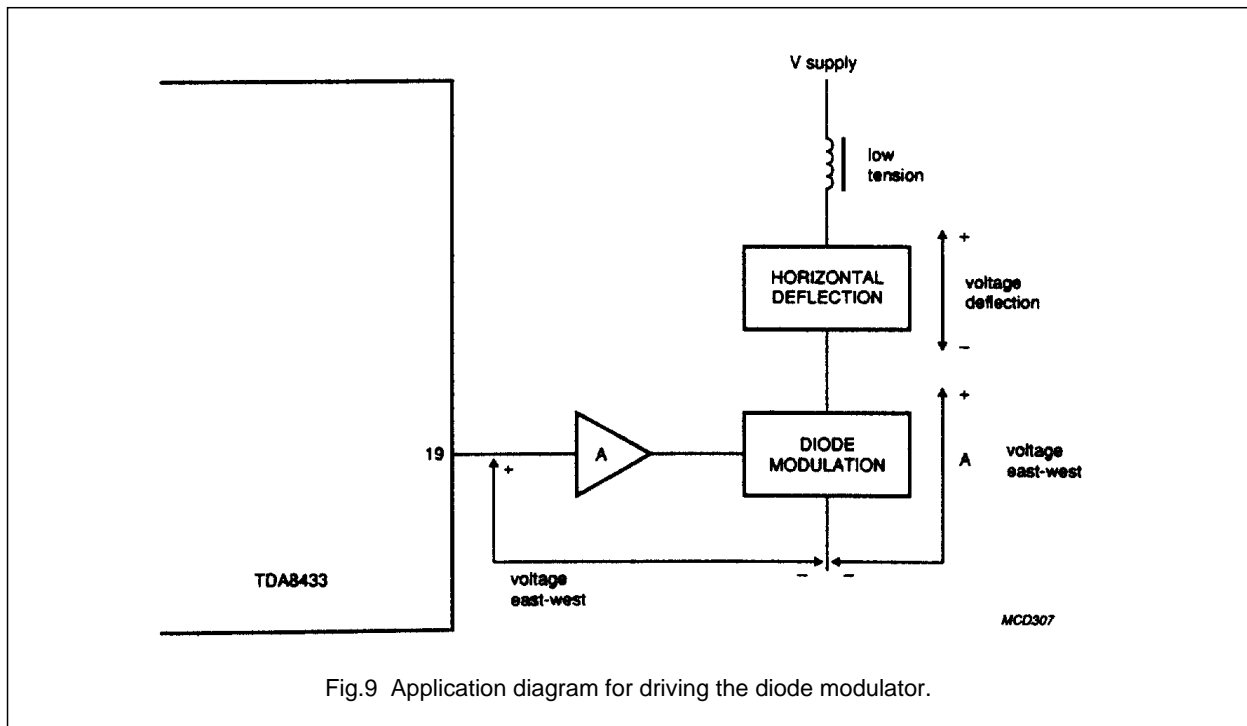 V supply
low
tension
HORIZONTAL
DEFLECTION
+
voltage
deflection
−
19
+
A
DIODE
MODULATION
+
A
voltage
east-west
− −
TDA8433
voltage
east-west
MCD307
Fig.9 Application diagram for driving the diode modulator.